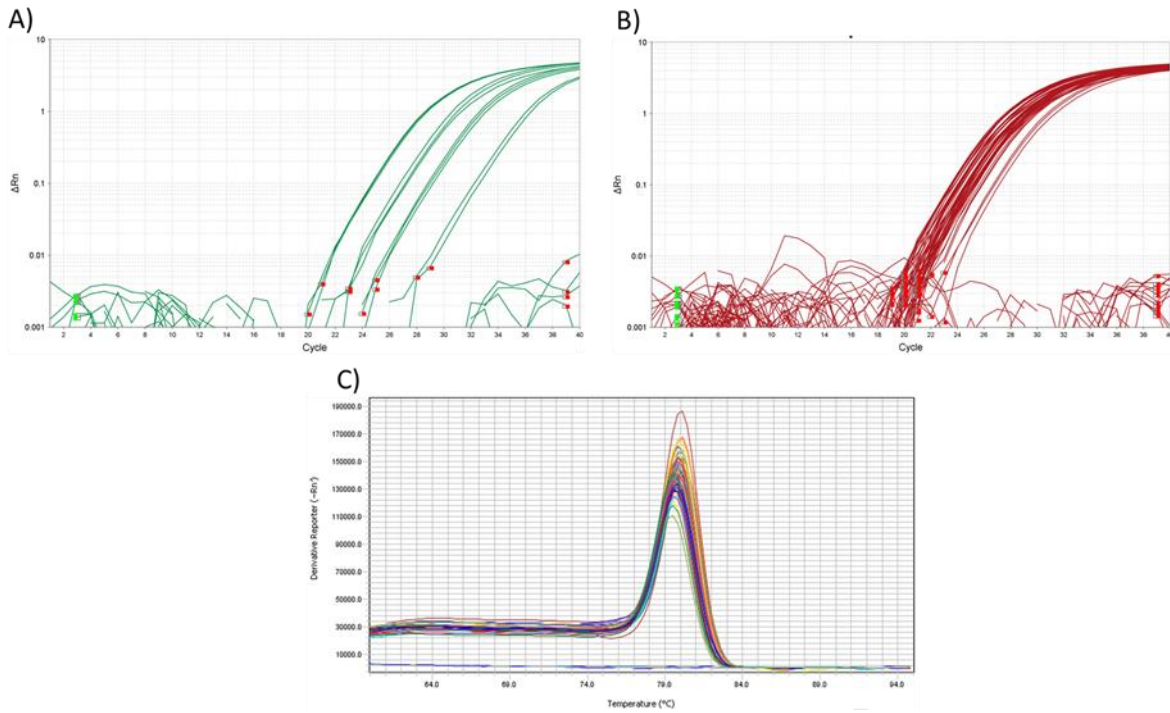 A)
10
1
0.1
0.01
0.001
ΔRn
2 4 6 8 10 12 14 16 18 20 22 24 26 28 30 32 34 36 38 40
Cycle
B)
10
1
0.1
0.01
0.001
ΔRn
2 4 6 8 10 12 14 16 18 20 22 24 26 28 30 32 34 36 38 40
Cycle
C)
190000.0
170000.0
150000.0
130000.0
110000.0
90000.0
70000.0
50000.0
30000.0
10000.0
Derivative Reporter (-Rn')
64.0 69.0 74.0 79.0 84.0 89.0 94.0
Temperature (°C)